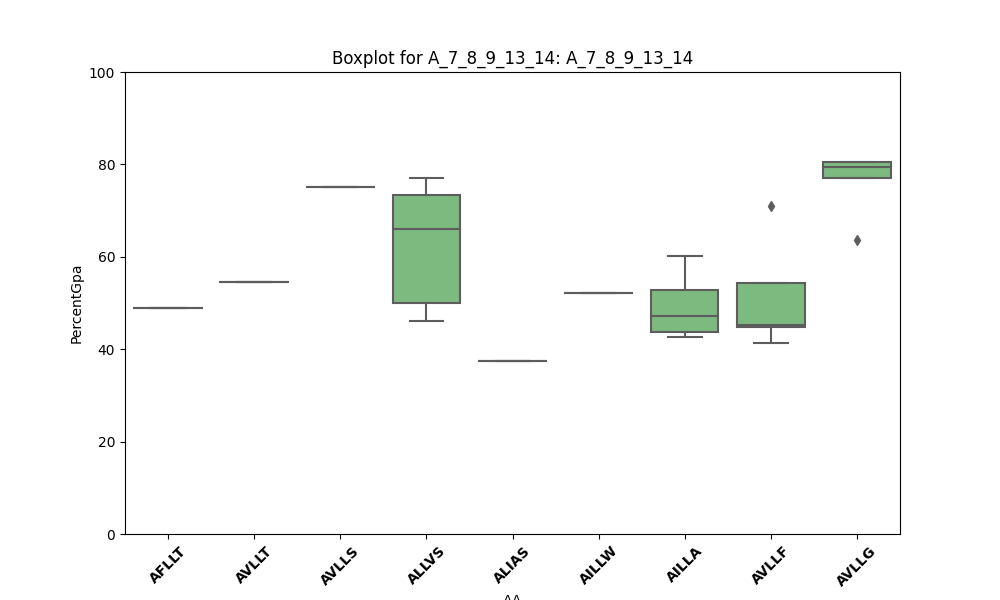 Boxplot for A_7_8_9_13_14: A_7_8_9_13_14
100
80
60
40
20
0
PercentGpa
AFLLT
AVLLT
AVLLS
ALLVS
ALIAS
AILLW
AILLA
AVLLF
AVLLG
AA